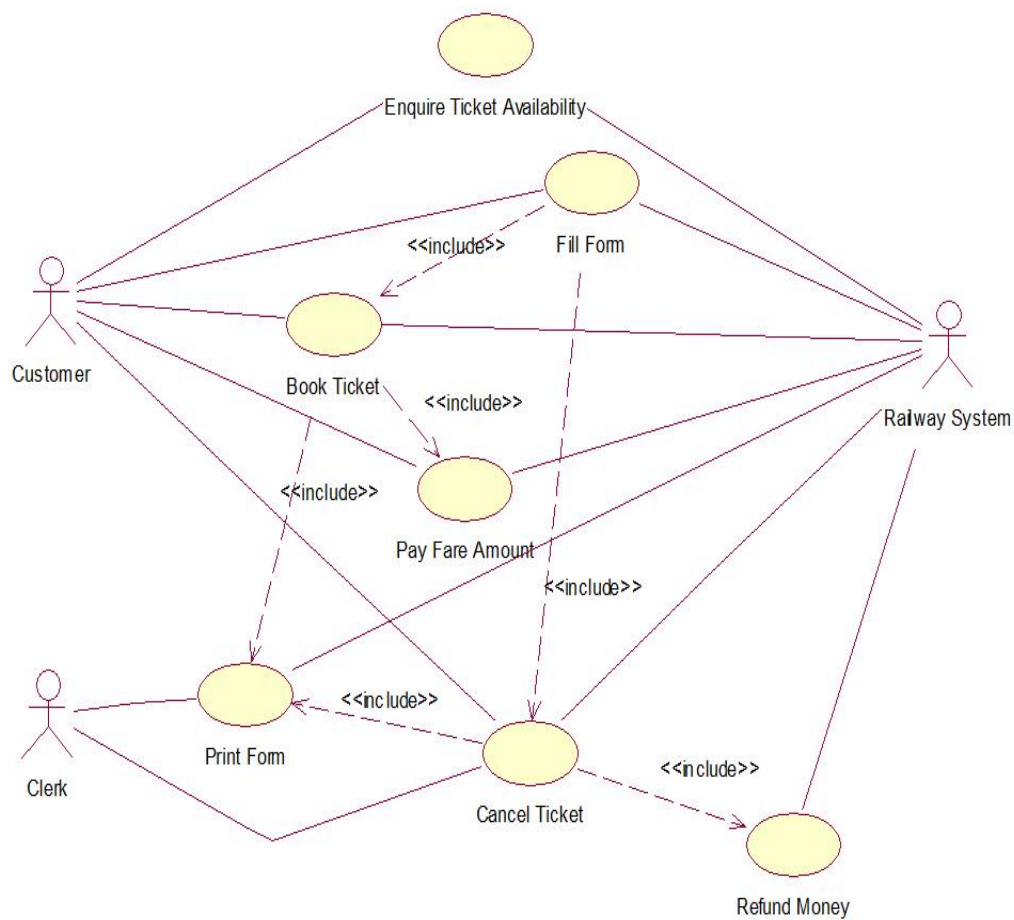 Enquire Ticket Availability
<<include>>
Fill Form
Customer
Book Ticket
<<include>>
Railway System
<<include>>
Pay Fare Amount
<<include>>
<<include>>
Print Form
Clerk
<<include>>
Cancel Ticket
Refund Money